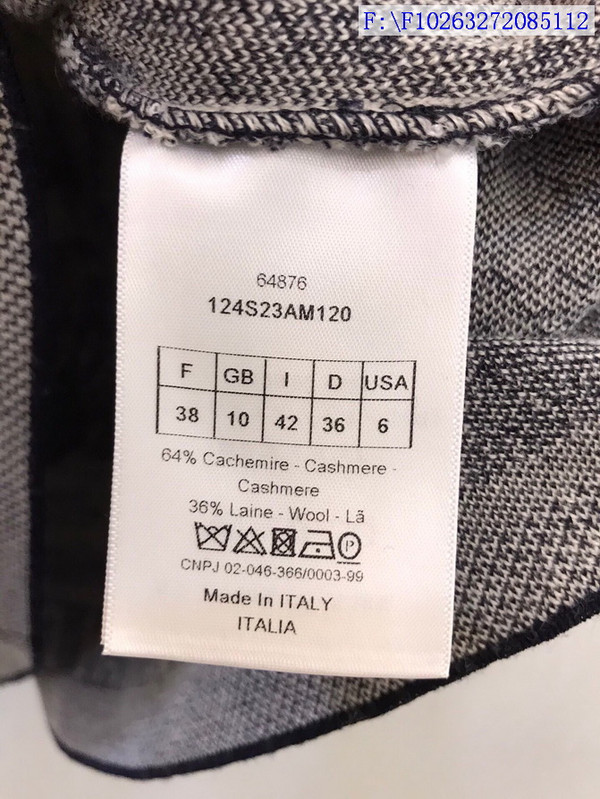 F:\F10263272085112
64876
124S23AM120
F GB I D USA
38 10 42 36 6
64% Cachemire - Cashmere -
Cashmere
36% Laine - Wool - Lã
P
CNPJ 02-046-366/0003-99
Made In ITALY
ITALIA